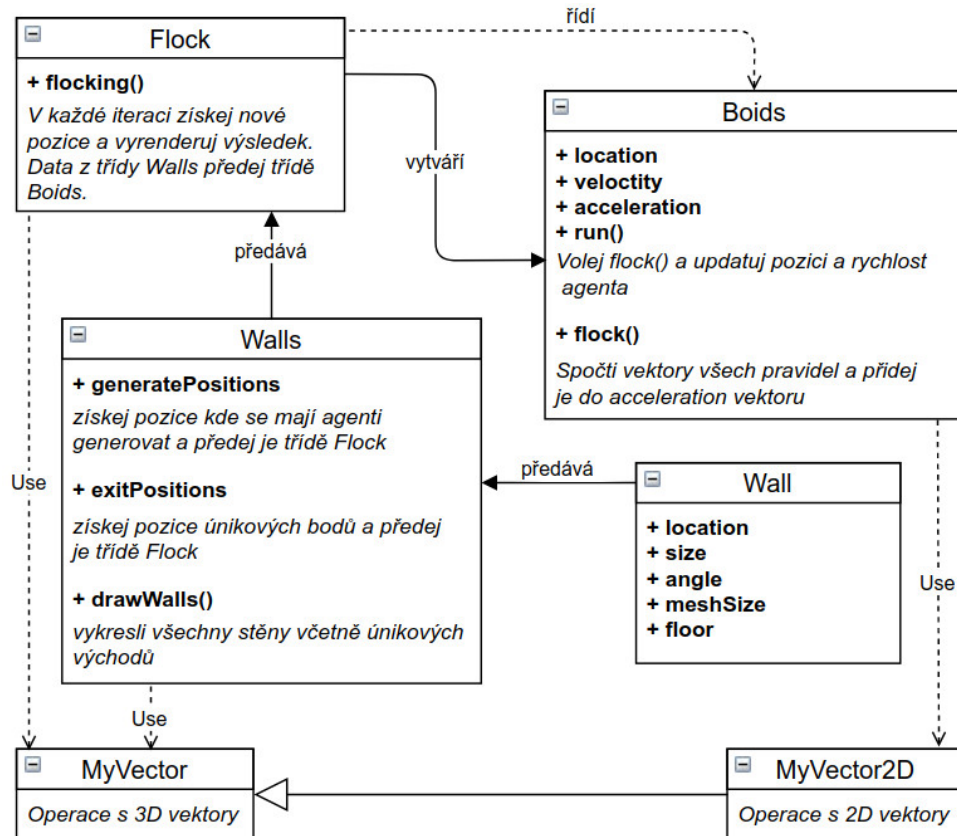 řídí
Flock
+ flocking()
V každé iteraci získej nové
pozice a vyrenderuj výsledek.
Data z třídy Walls předej třídě
Boids.
vytváří
Boids
+ location
+ veloctity
+ acceleration
+ run()
Volej flock() a updatuj pozici a rychlost
agenta
+ flock()
Spočti vektory všech pravidel a přidej
je do acceleration vektoru
předává
Walls
+ generatePositions
získej pozice kde se mají agenti
generovat a předej je třídě Flock
+ exitPositions
získej pozice únikových bodů a předej
je třídě Flock
+ drawWalls()
vykresli všechny stěny včetně únikových
východů
předává
Wall
+ location
+ size
+ angle
+ meshSize
+ floor
Use
Use
Use
MyVector
Operace s 3D vektory
MyVector2D
Operace s 2D vektory